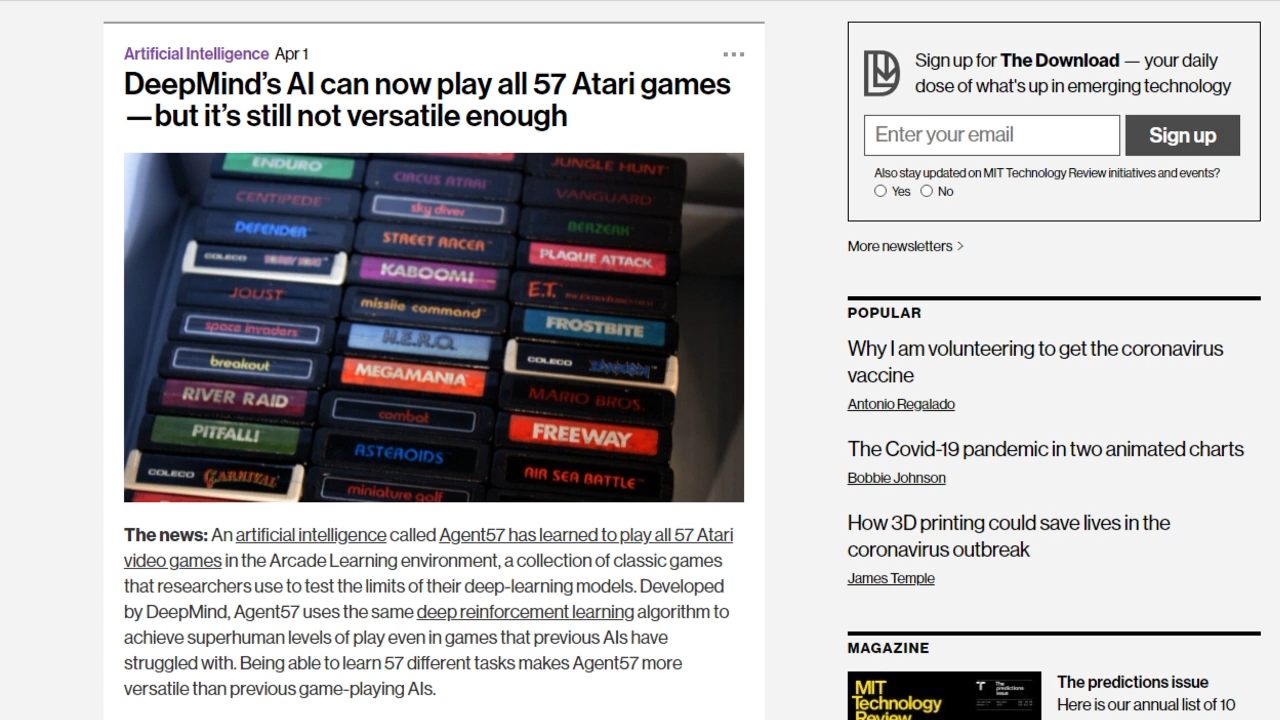 Artificial Intelligence Apr 1
DeepMind's AI can now play all 57 Atari games
—but it's still not versatile enough
ENDURO
CENTIPEDE
DEFENDER
COLECO
JOUST
space invaders
breakout
RIVER RAID
PITFALL!
COLECO CARNIVAL
CIRCUS ATARI
sky diver
STREET RACER
KABOOM!
missile command
H.E.R.O.
MEGAMANIA
combat
ASTEROIDS
miniature golf
JUNGLE HUNT
VANGUARD
BERZERK
PLAQUE ATTACK
E.T.
FROSTBITE
COLECO
MARIO BROS.
FREEWAY
AIR SEA BATTLE
The news: An artificial intelligence called Agent57 has learned to play all 57 Atari
video games in the Arcade Learning environment, a collection of classic games
that researchers use to test the limits of their deep-learning models. Developed
by DeepMind, Agent57 uses the same deep reinforcement learning algorithm to
achieve superhuman levels of play even in games that previous AIs have
struggled with. Being able to learn 57 different tasks makes Agent57 more
versatile than previous game-playing AIs.
Sign up for The Download — your daily
dose of what's up in emerging technology
Enter your email
Sign up
Also stay updated on MIT Technology Review initiatives and events?
Yes No
More newsletters >
POPULAR
Why I am volunteering to get the coronavirus
vaccine
Antonio Regalado
The Covid-19 pandemic in two animated charts
Bobbie Johnson
How 3D printing could save lives in the
coronavirus outbreak
James Temple
MAGAZINE
MIT
Technology
Review
The
predictions
issue
The predictions issue
Here is our annual list of 10